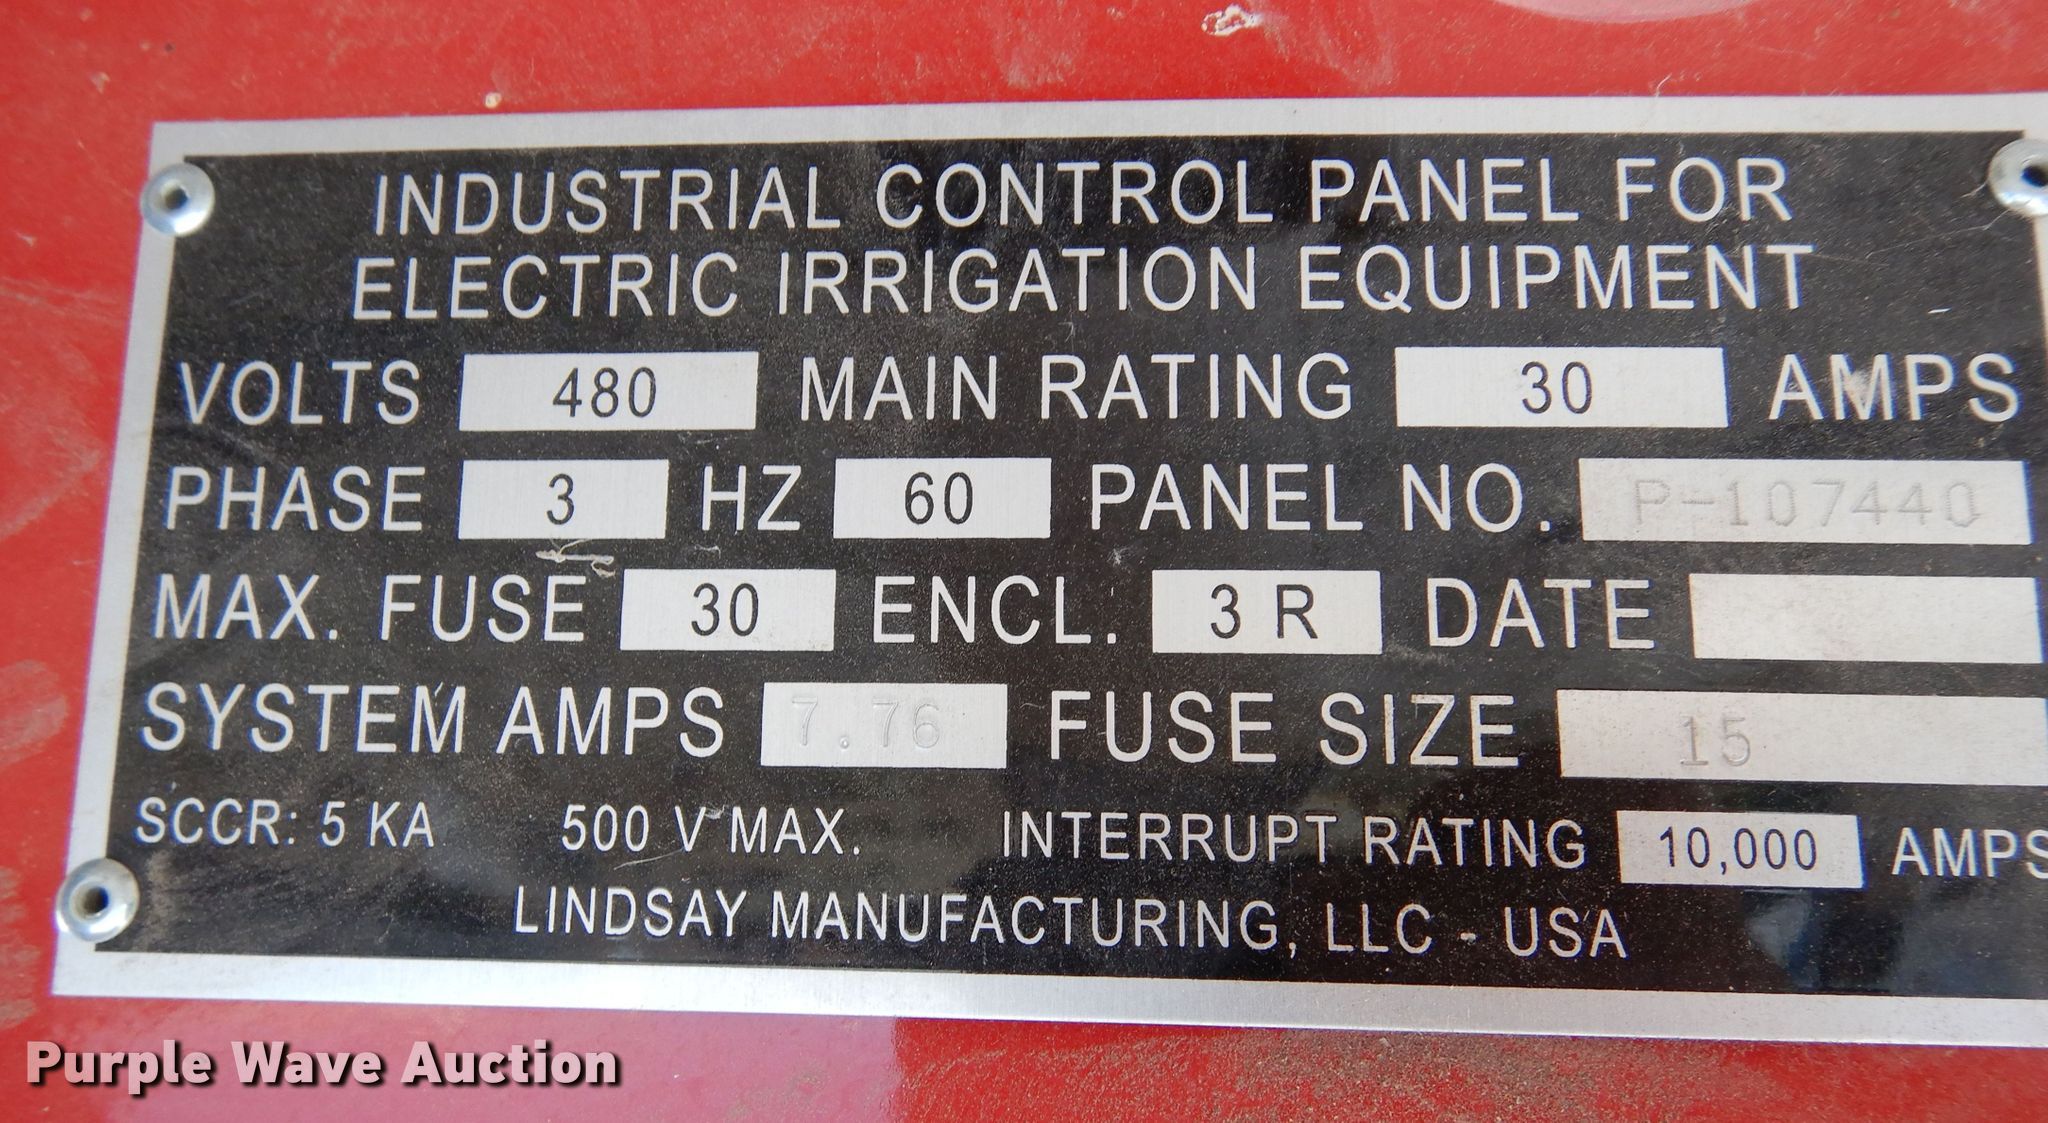 INDUSTRIAL CONTROL PANEL FOR
ELECTRIC IRRIGATION EQUIPMENT
VOLTS 480 MAIN RATING 30 AMPS
PHASE 3 HZ 60 PANEL NO. P-107440
MAX. FUSE 30 ENCL. 3 R DATE
SYSTEM AMPS 7.76 FUSE SIZE 15
SCCR: 5 KA 500 V MAX. INTERRUPT RATING 10,000 AMPS
LINDSAY MANUFACTURING, LLC - USA
Purple Wave Auction